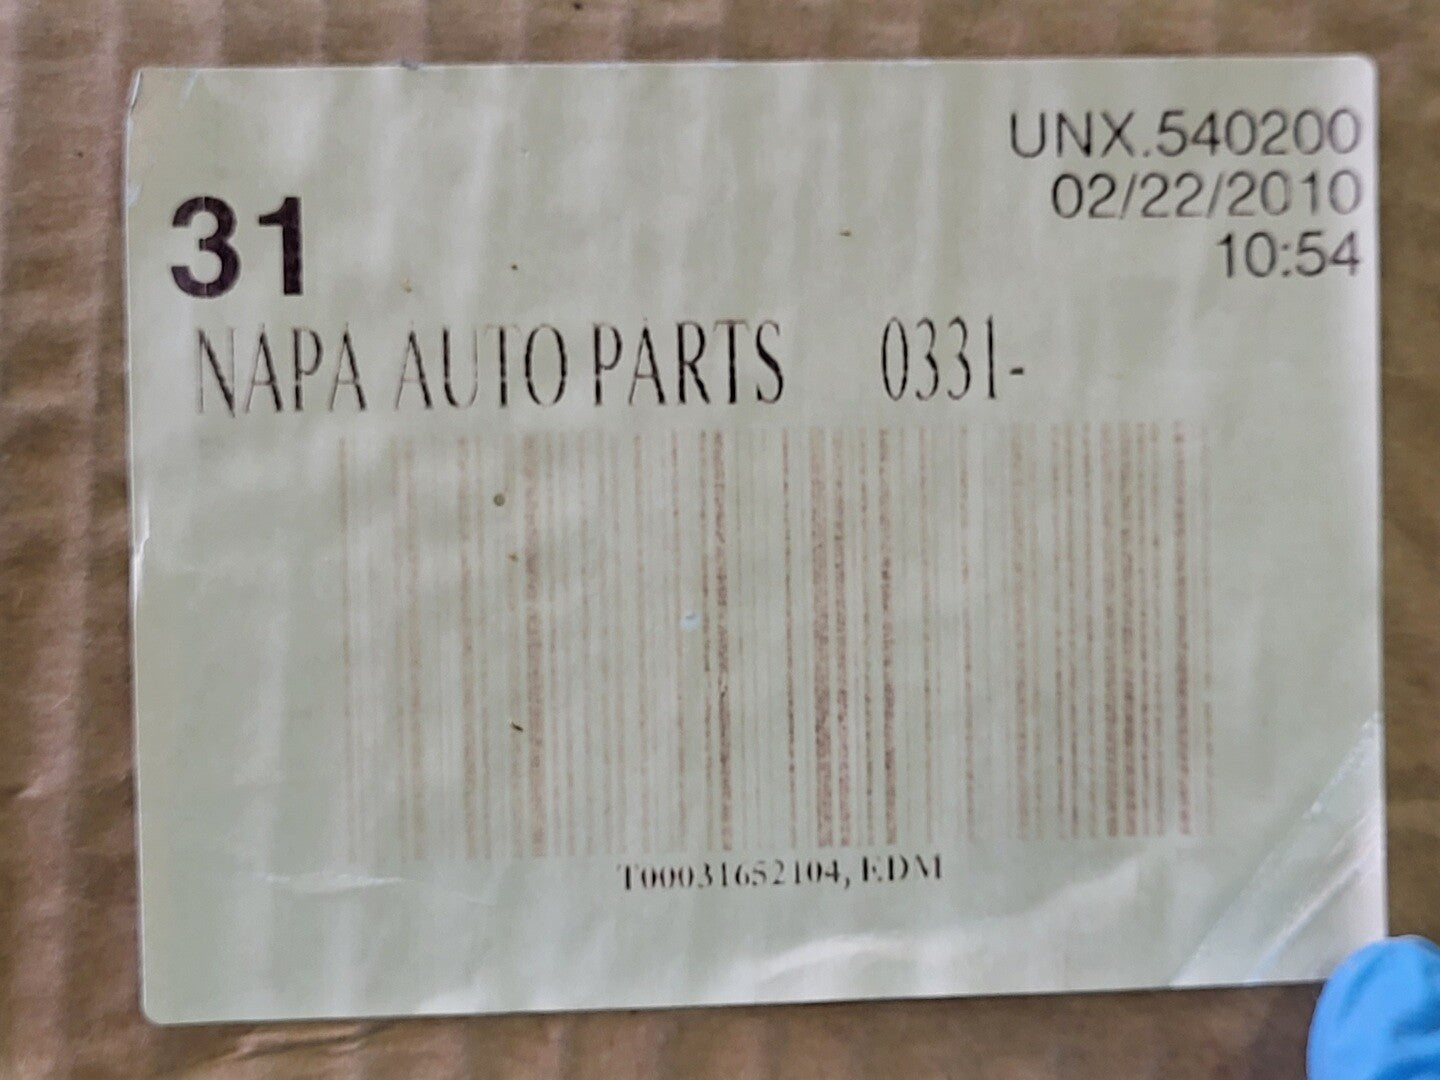 UNX.540200
02/22/2010
10:54
31
NAPA AUTO PARTS 0331-
T00031652104, EDM